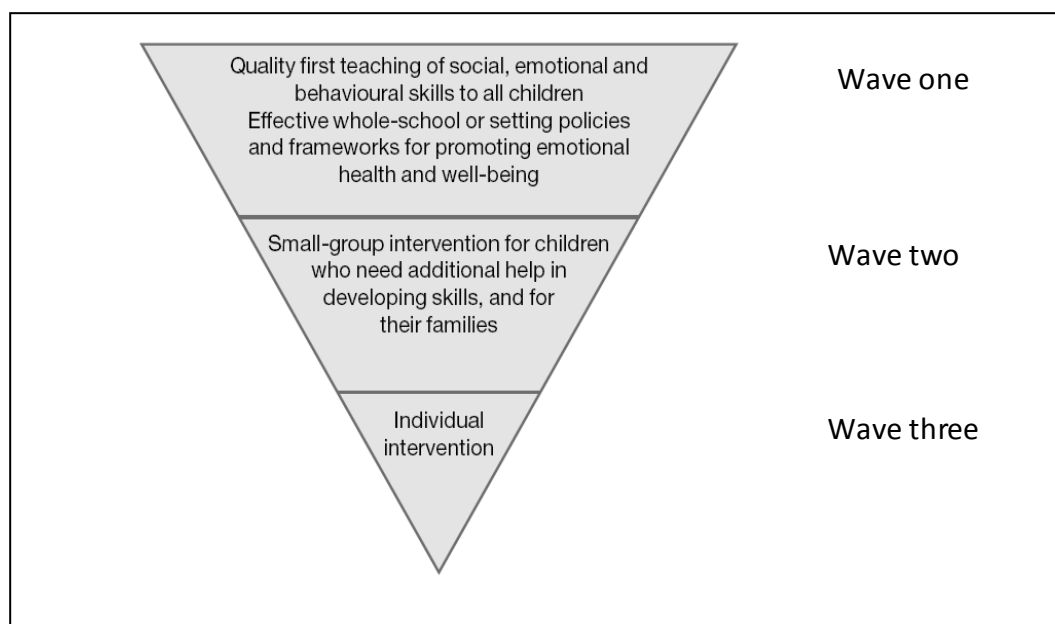 Quality first teaching of social, emotional and
behavioural skills to all children
Effective whole-school or setting policies
and frameworks for promoting emotional
health and well-being
Wave one
Small-group intervention for children
who need additional help in
developing skills, and for
their families
Wave two
Individual
intervention
Wave three